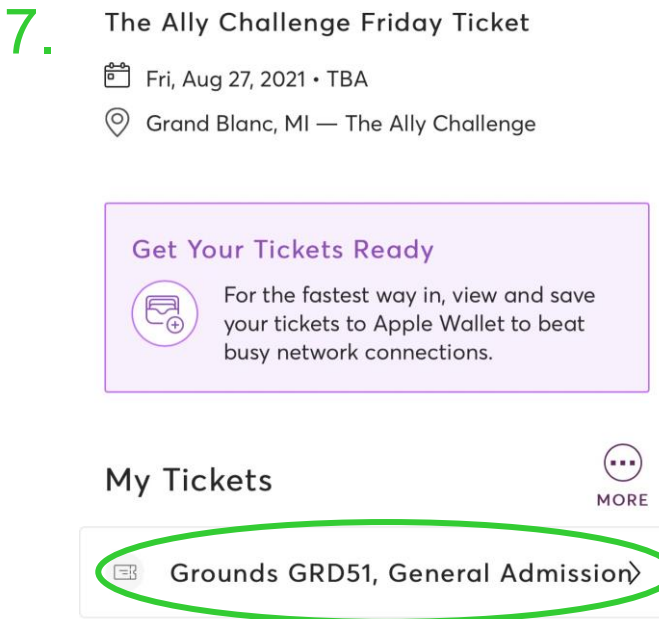 7.
The Ally Challenge Friday Ticket
Fri, Aug 27, 2021 • TBA
Grand Blanc, MI — The Ally Challenge
Get Your Tickets Ready
For the fastest way in, view and save
your tickets to Apple Wallet to beat
busy network connections.
My Tickets
MORE
Grounds GRD51, General Admission